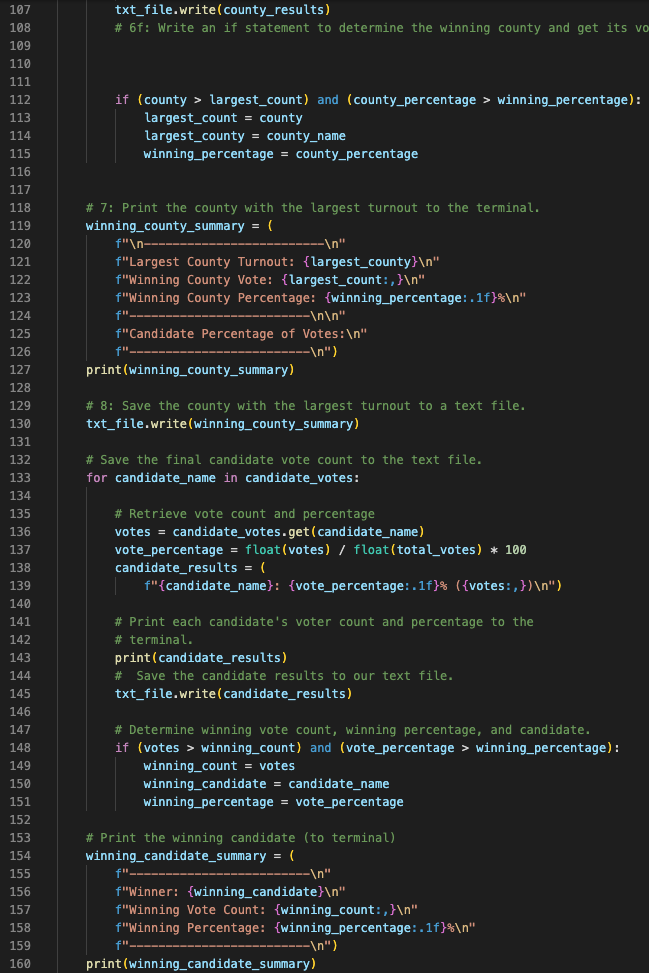 107 txt_file.write(county_results)
108 # 6f: Write an if statement to determine the winning county and get its vo
109
110
111
112 if (county > largest_count) and (county_percentage > winning_percentage):
113 largest_count = county
114 largest_county = county_name
115 winning_percentage = county_percentage
116
117
118 # 7: Print the county with the largest turnout to the terminal.
119 winning_county_summary = (
120 f"\n-------------------------\n"
121 f"Largest County Turnout: {largest_county}\n"
122 f"Winning County Vote: {largest_count:,}\n"
123 f"Winning County Percentage: {winning_percentage:.1f}%\n"
124 f"-------------------------\n\n"
125 f"Candidate Percentage of Votes:\n"
126 f"-------------------------\n")
127 print(winning_county_summary)
128
129 # 8: Save the county with the largest turnout to a text file.
130 txt_file.write(winning_county_summary)
131
132 # Save the final candidate vote count to the text file.
133 for candidate_name in candidate_votes:
134
135 # Retrieve vote count and percentage
136 votes = candidate_votes.get(candidate_name)
137 vote_percentage = float(votes) / float(total_votes) * 100
138 candidate_results = (
139 f"{candidate_name}: {vote_percentage:.1f}% ({votes:,})\n")
140
141 # Print each candidate's voter count and percentage to the
142 # terminal.
143 print(candidate_results)
144 #  Save the candidate results to our text file.
145 txt_file.write(candidate_results)
146
147 # Determine winning vote count, winning percentage, and candidate.
148 if (votes > winning_count) and (vote_percentage > winning_percentage):
149 winning_count = votes
150 winning_candidate = candidate_name
151 winning_percentage = vote_percentage
152
153 # Print the winning candidate (to terminal)
154 winning_candidate_summary = (
155 f"-------------------------\n"
156 f"Winner: {winning_candidate}\n"
157 f"Winning Vote Count: {winning_count:,}\n"
158 f"Winning Percentage: {winning_percentage:.1f}%\n"
159 f"-------------------------\n")
160 print(winning_candidate_summary)